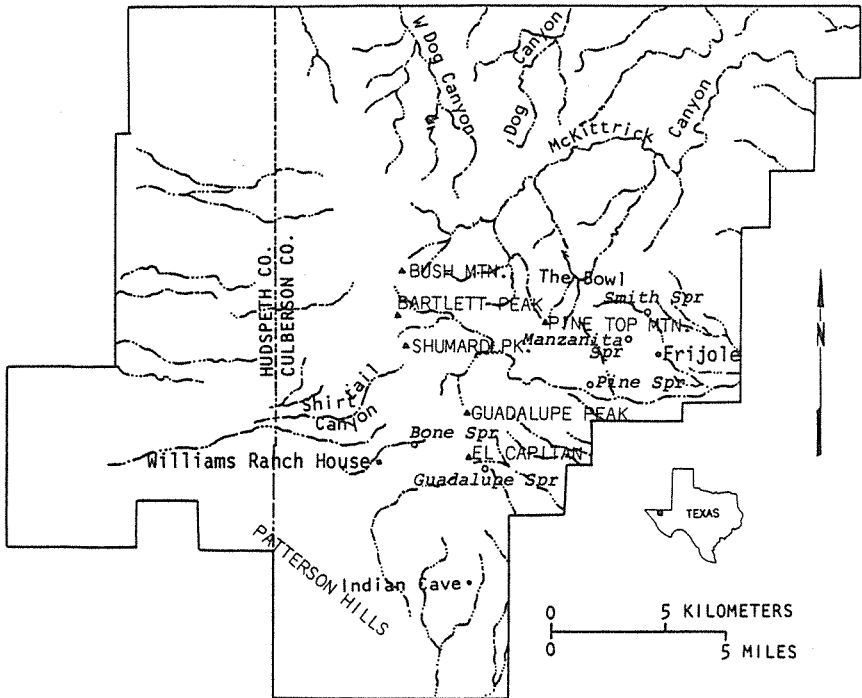 W Dog Canyon
Dog Canyon
McKittrick Canyon
HUDSPETH CO.
CULBERSON CO.
BUSH MTN.
The Bowl
BARTLETT PEAK
Smith Spr
PINE TOP MTN.
SHUMARD PK.
Manzanita
Spr
Frijole
N
Pine Spr
Shirttail
Canyon
GUADALUPE PEAK
Bone Spr
Williams Ranch House
EL CAPITAN
Guadalupe Spr
TEXAS
PATTERSON HILLS
Indian Cave
0 5 KILOMETERS
0 5 MILES